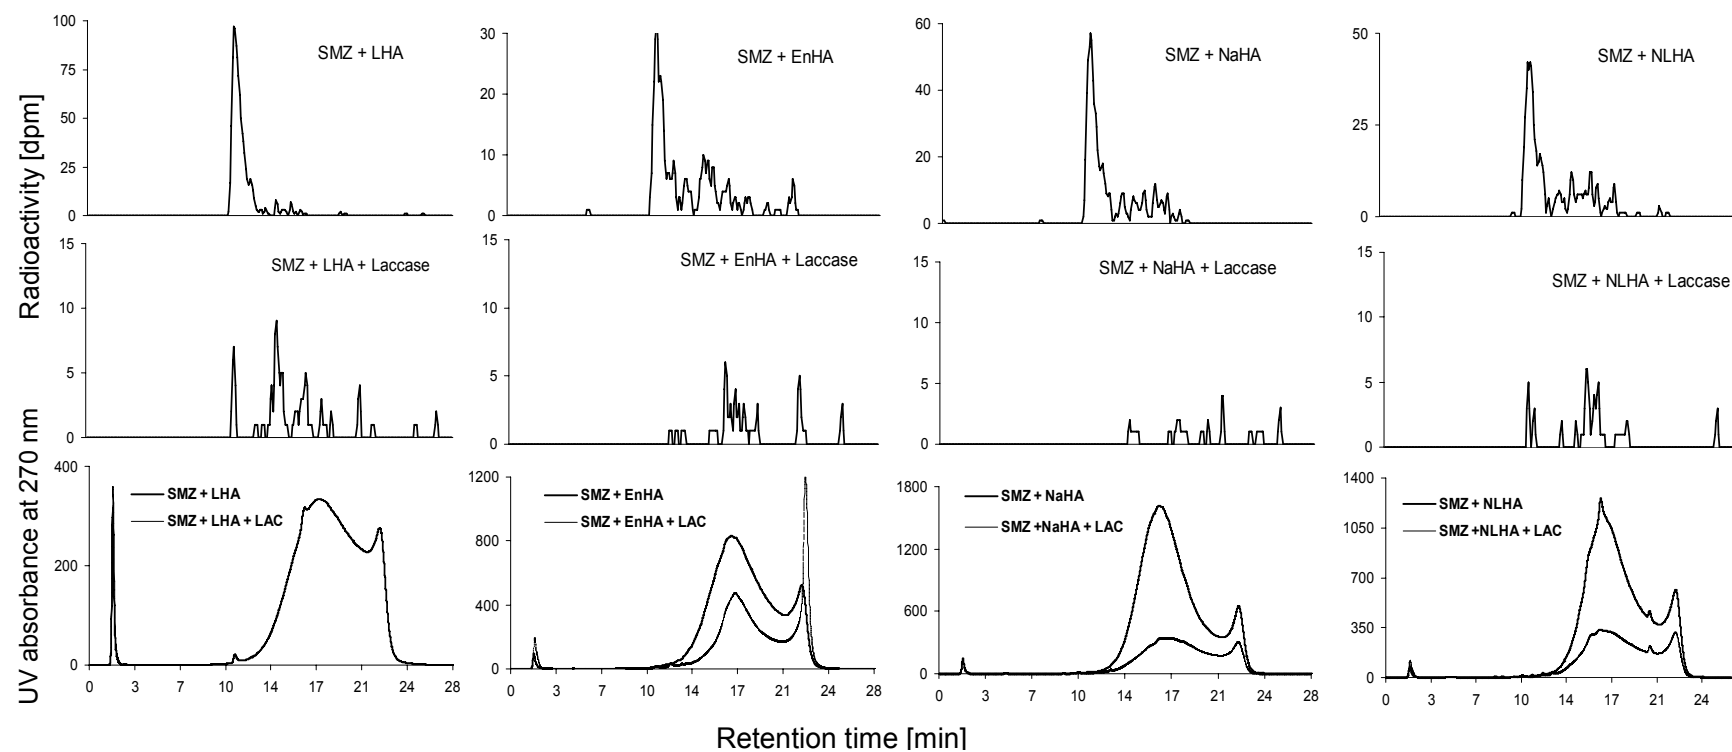 Radioactivity [dpm]
100
75
50
25
0
SMZ + LHA
30
20
10
0
SMZ + EnHA
60
40
20
0
SMZ + NaHA
50
25
0
SMZ + NLHA
15
10
5
0
SMZ + LHA + Laccase
15
10
5
0
SMZ + EnHA + Laccase
15
10
5
0
SMZ + NaHA + Laccase
15
10
5
0
SMZ + NLHA + Laccase
UV absorbance at 270 nm
400
200
0
SMZ + LHA
SMZ + LHA + LAC
0 3 7 10 14 17 21 24 28
1200
800
400
0
SMZ + EnHA
SMZ + EnHA + LAC
0 3 7 10 14 17 21 24 28
1800
1200
600
0
SMZ + NaHA
SMZ +NaHA + LAC
0 3 7 10 14 17 21 24 28
1400
1050
700
350
0
SMZ + NLHA
SMZ +NLHA + LAC
0 3 7 10 14 17 21 24
Retention time [min]